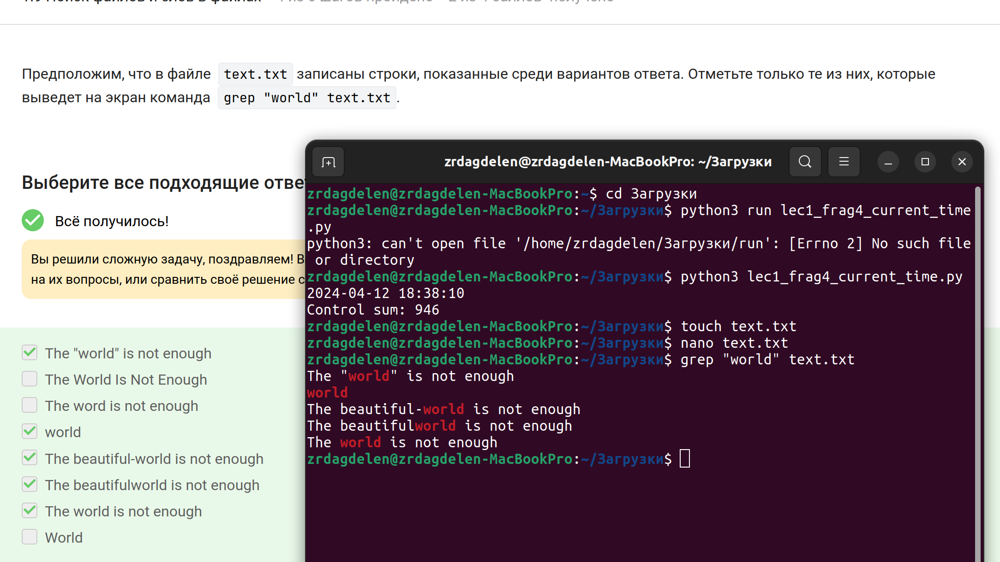 Предположим, что в файле text.txt записаны строки, показанные среди вариантов ответа. Отметьте только те из них, которые
выведет на экран команда grep "world" text.txt.
Выберите все подходящие отве
Всё получилось!
Вы решили сложную задачу, поздравляем!
на их вопросы, или сравнить своё решение с
The "world" is not enough
The World Is Not Enough
The word is not enough
world
The beautiful-world is not enough
The beautifulworld is not enough
The world is not enough
World
zrdagdelen@zrdagdelen-MacBookPro: ~/Загрузки
zrdagdelen@zrdagdelen-MacBookPro:~$ cd Загрузки
zrdagdelen@zrdagdelen-MacBookPro:~/Загрузки$ python3 run lec1_frag4_current_time
.py
python3: can't open file '/home/zrdagdelen/Загрузки/run': [Errno 2] No such file
or directory
zrdagdelen@zrdagdelen-MacBookPro:~/Загрузки$ python3 lec1_frag4_current_time.py
2024-04-12 18:38:10
Control sum: 946
zrdagdelen@zrdagdelen-MacBookPro:~/Загрузки$ touch text.txt
zrdagdelen@zrdagdelen-MacBookPro:~/Загрузки$ nano text.txt
zrdagdelen@zrdagdelen-MacBookPro:~/Загрузки$ grep "world" text.txt
The "world" is not enough
world
The beautiful-world is not enough
The beautifulworld is not enough
The world is not enough
zrdagdelen@zrdagdelen-MacBookPro:~/Загрузки$